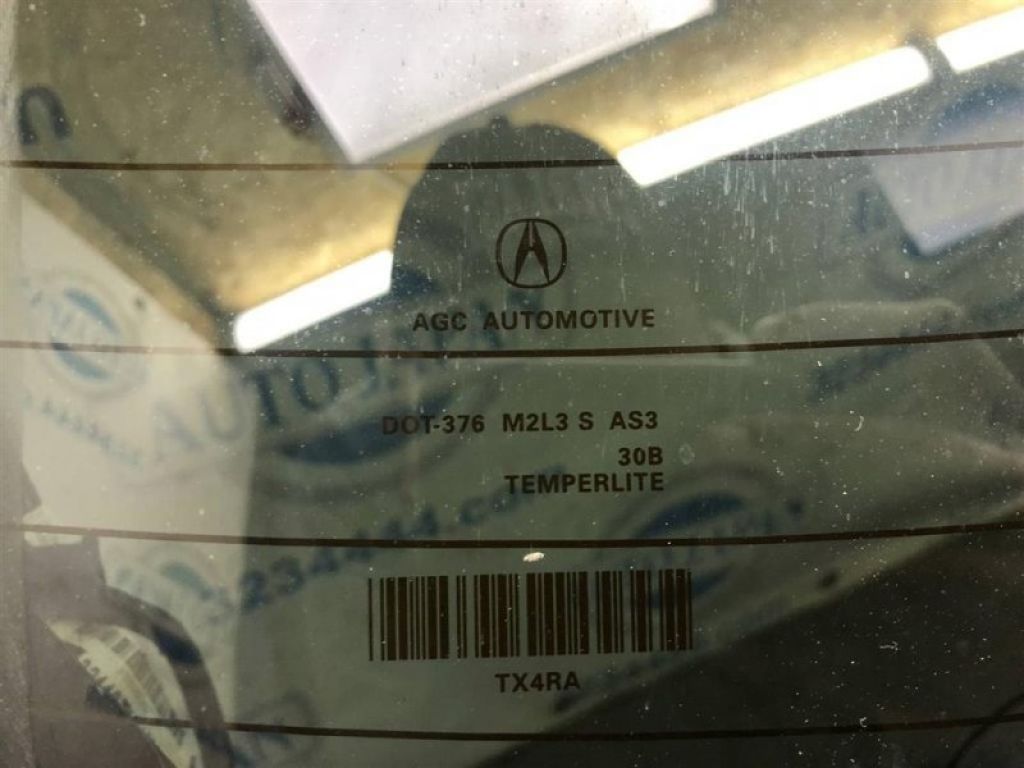 AGC AUTOMOTIVE
DOT-376 M2L3 S AS3
30B
TEMPERLITE
TX4RA